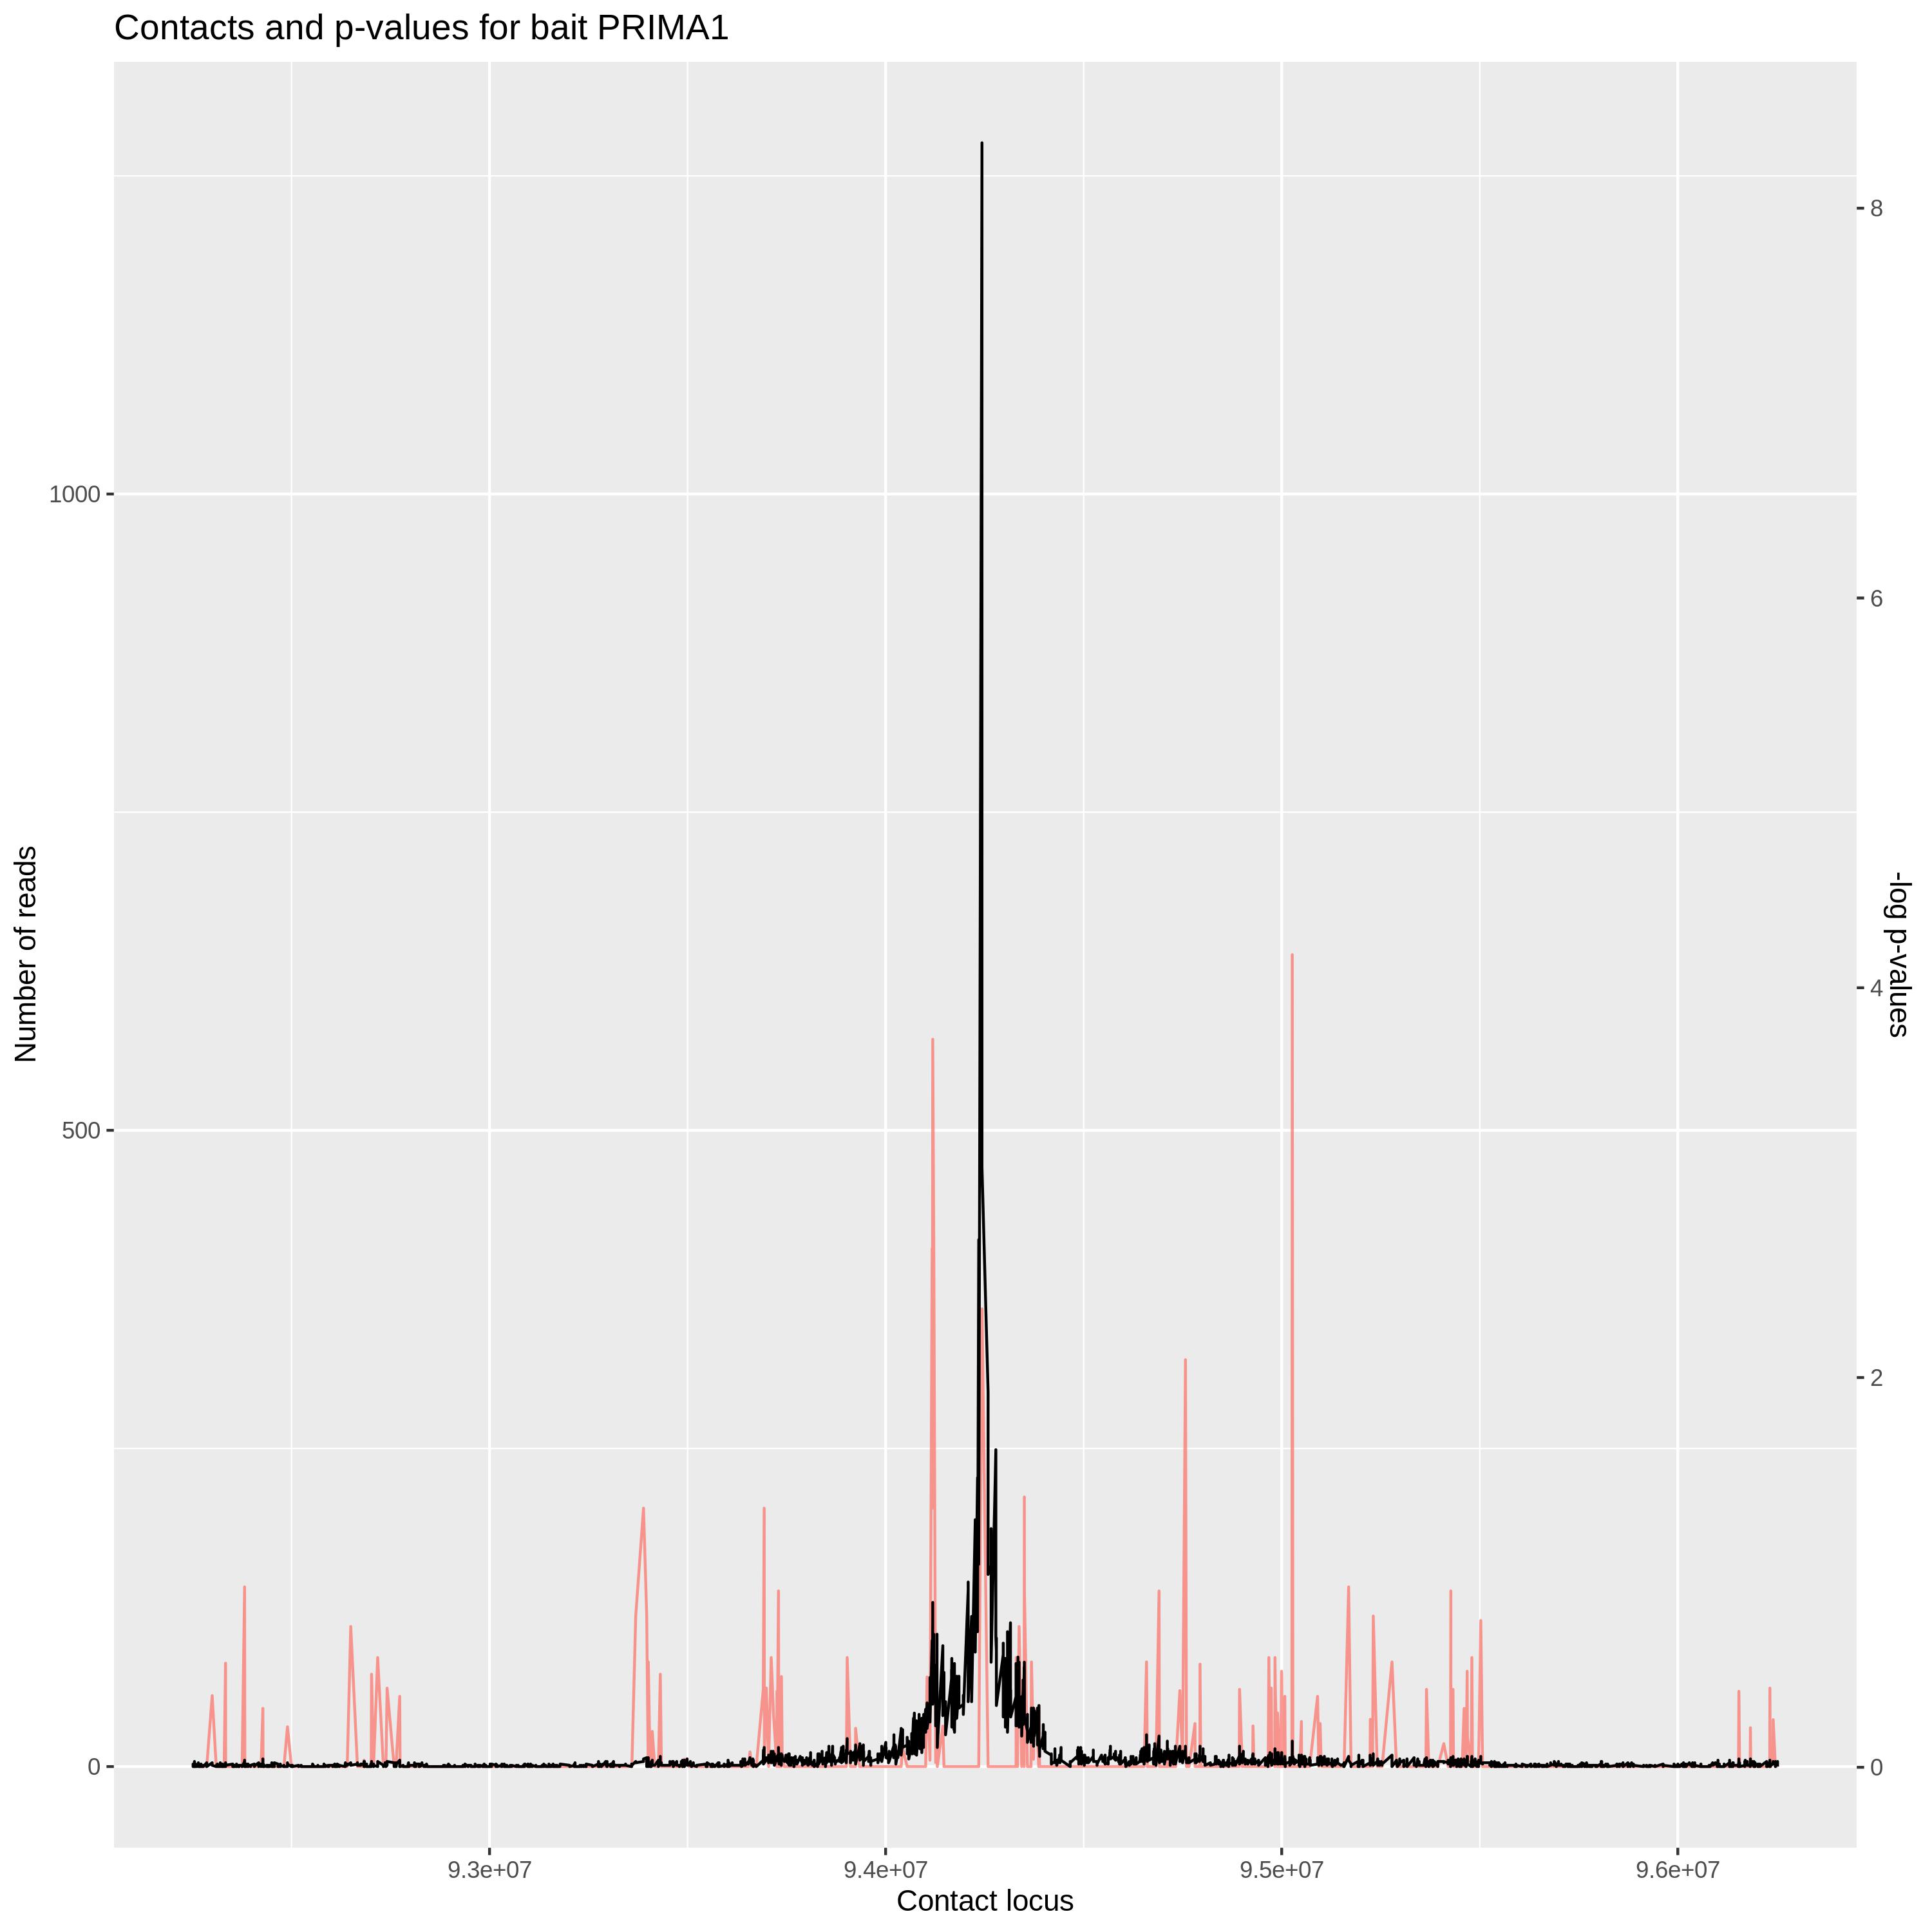 Contacts and p-values for bait PRIMA1
Number of reads
1000
500
0
8
6
4
2
0
-log p-values
9.3e+07
9.4e+07
9.5e+07
9.6e+07
Contact locus